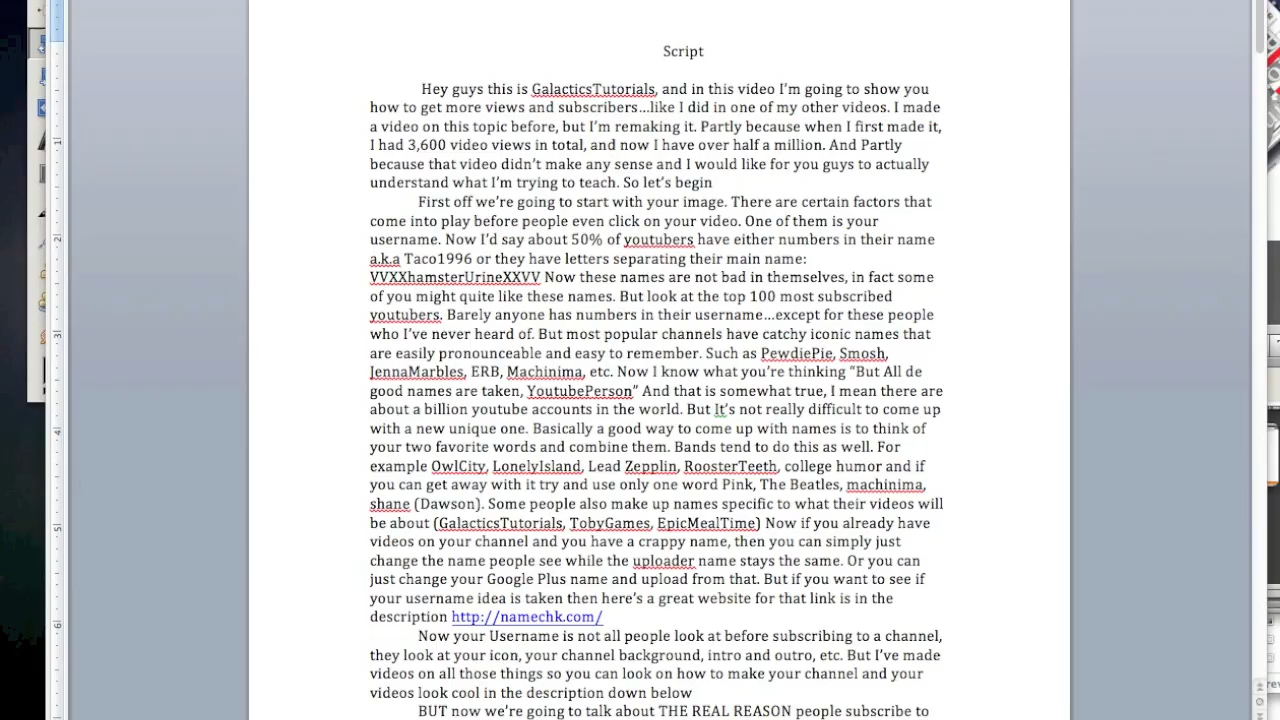 Script
Hey guys this is GalacticsTutorials, and in this video I'm going to show you
how to get more views and subscribers...like I did in one of my other videos. I made
a video on this topic before, but I'm remaking it. Partly because when I first made it,
I had 3,600 video views in total, and now I have over half a million. And Partly
because that video didn't make any sense and I would like for you guys to actually
understand what I'm trying to teach. So let's begin
First off we're going to start with your image. There are certain factors that
come into play before people even click on your video. One of them is your
username. Now I'd say about 50% of youtubers have either numbers in their name
a.k.a Taco1996 or they have letters separating their main name:
VVXXhamsterUrineXXVV Now these names are not bad in themselves, in fact some
of you might quite like these names. But look at the top 100 most subscribed
youtubers. Barely anyone has numbers in their username...except for these people
who I've never heard of. But most popular channels have catchy iconic names that
are easily pronounceable and easy to remember. Such as PewdiePie, Smosh,
JennaMarbles, ERB, Machinima, etc. Now I know what you're thinking "But All de
good names are taken, YoutubePerson" And that is somewhat true, I mean there are
about a billion youtube accounts in the world. But It's not really difficult to come up
with a new unique one. Basically a good way to come up with names is to think of
your two favorite words and combine them. Bands tend to do this as well. For
example OwlCity, LonelyIsland, Lead Zepplin, RoosterTeeth, college humor and if
you can get away with it try and use only one word Pink, The Beatles, machinima,
shane (Dawson). Some people also make up names specific to what their videos will
be about (GalacticsTutorials, TobyGames, EpicMealTime) Now if you already have
videos on your channel and you have a crappy name, then you can simply just
change the name people see while the uploader name stays the same. Or you can
just change your Google Plus name and upload from that. But if you want to see if
your username idea is taken then here's a great website for that link is in the
description http://namechk.com/
Now your Username is not all people look at before subscribing to a channel,
they look at your icon, your channel background, intro and outro, etc. But I've made
videos on all those things so you can look on how to make your channel and your
videos look cool in the description down below
BUT now we're going to talk about THE REAL REASON people subscribe to
1
2
3
4
5
6